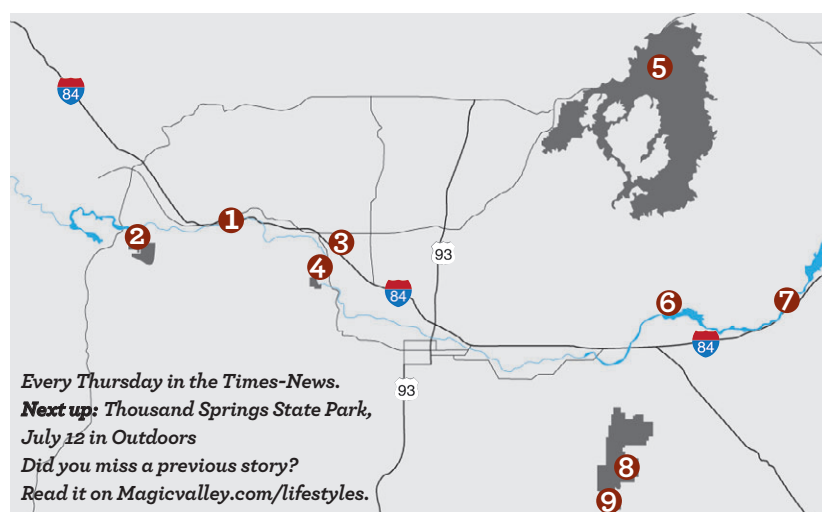 5
84
1
2
3
93
4
84
6
7
84
93
Every Thursday in the Times-News.
Next up: Thousand Springs State Park,
July 12 in Outdoors
Did you miss a previous story?
Read it on Magicvalley.com/lifestyles.
8
9